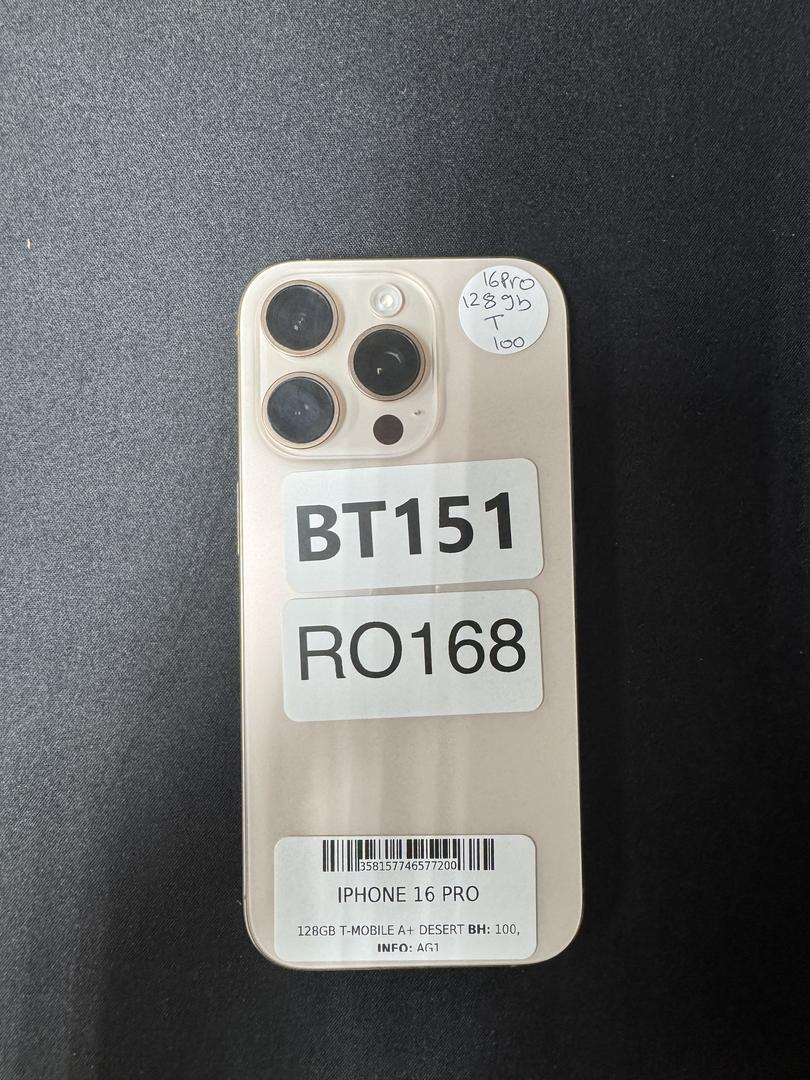 16Pro
128gb
T
100
BT151
RO168
358157746577200
IPHONE 16 PRO
128GB T-MOBILE A+ DESERT BH: 100,
INFO: AG1